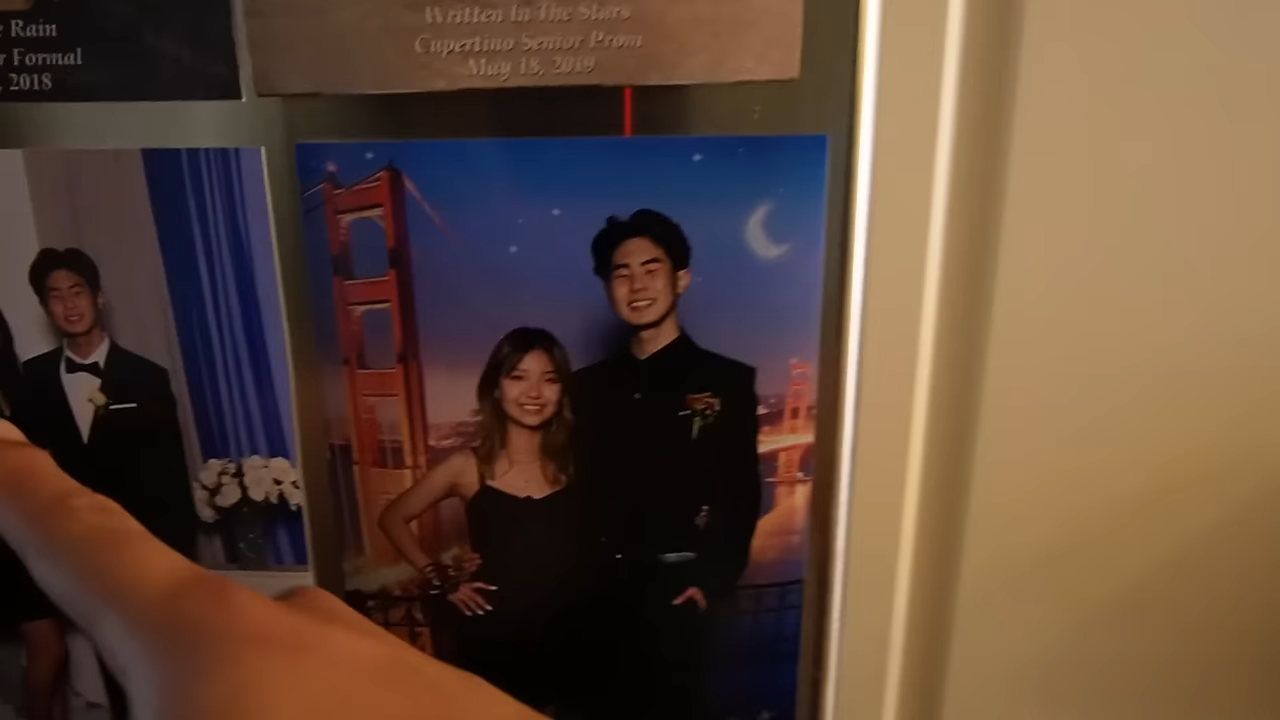 Rain
r Formal
, 2018
Written In The Stars
Cupertino Senior Prom
May 18, 2019